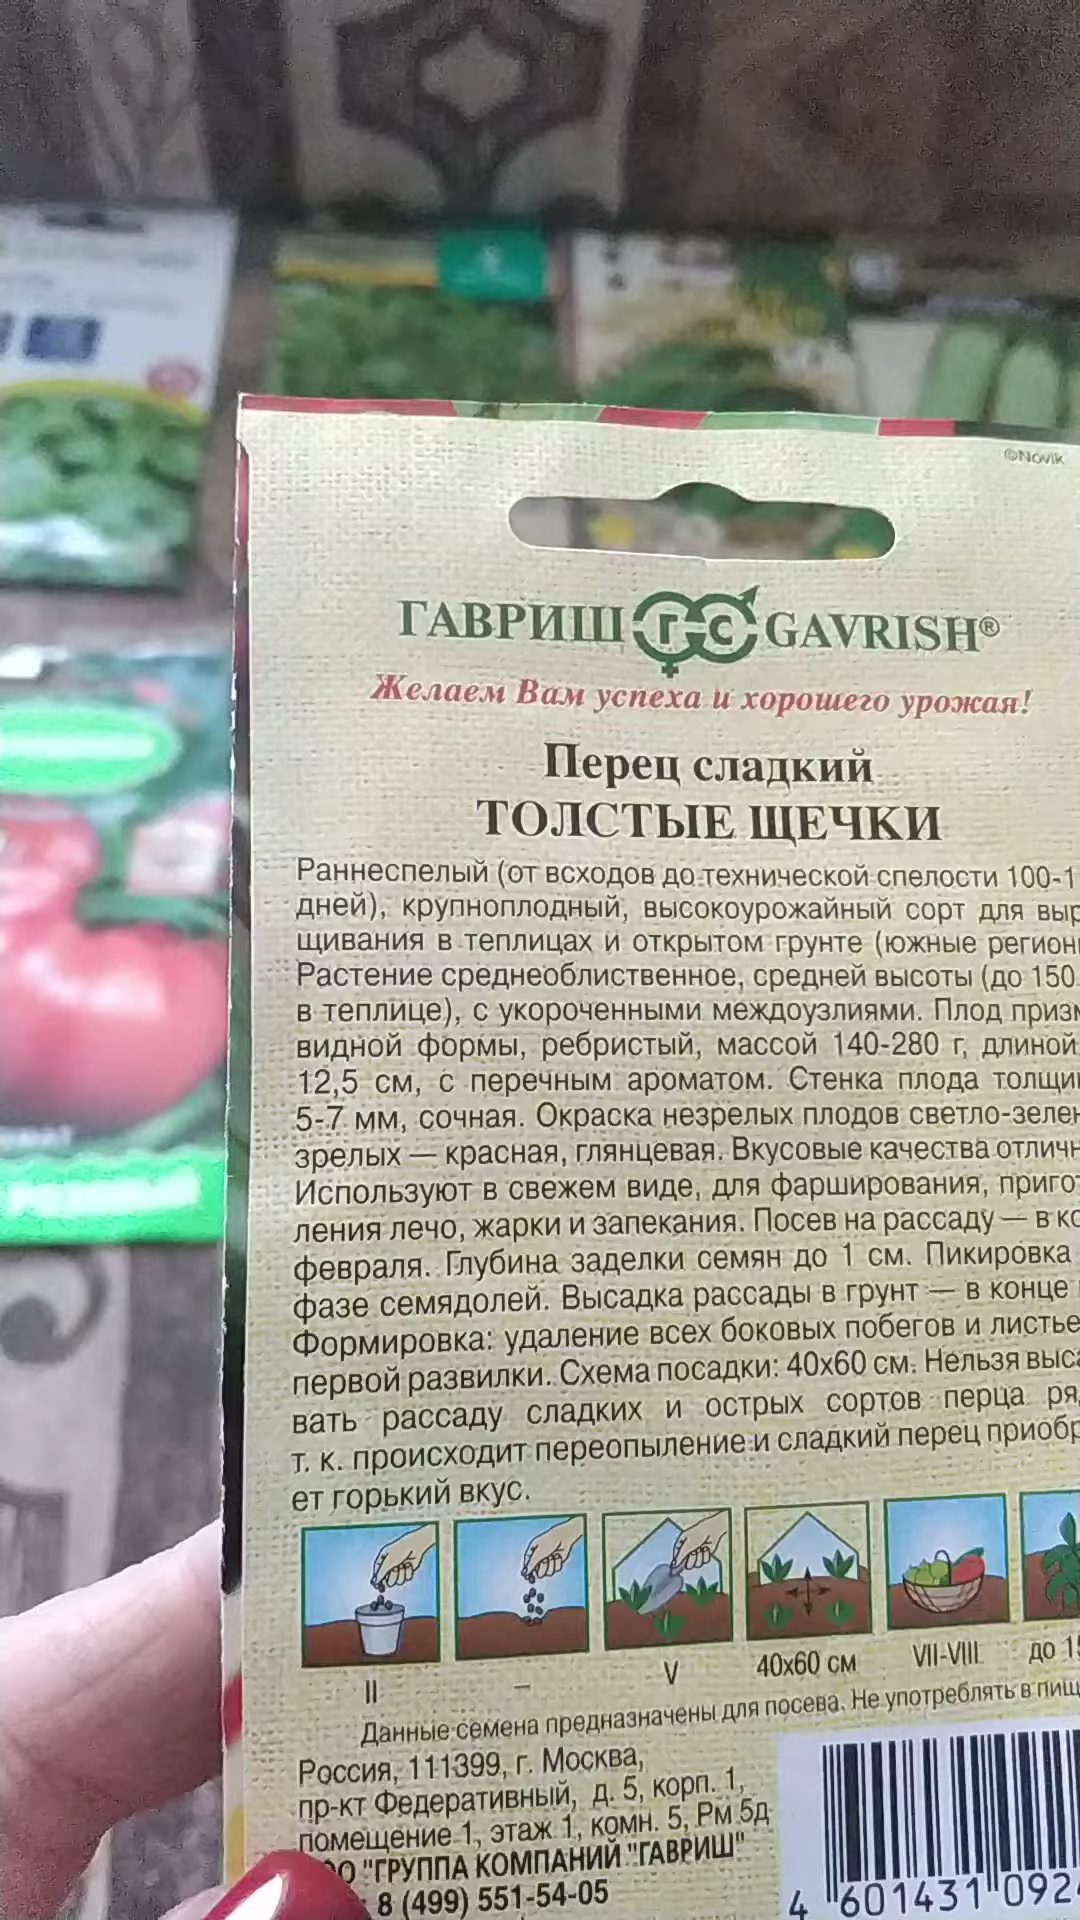 ©Novik
ГАВРИШ ГС GAVRISH®
Желаем Вам успеха и хорошего урожая!
Перец сладкий
ТОЛСТЫЕ ЩЕЧКИ
Раннеспелый (от всходов до технической спелости 100-1
дней), крупноплодный, высокоурожайный сорт для выр
щивания в теплицах и открытом грунте (южные регион
Растение среднеоблиственное, средней высоты (до 150
в теплице), с укороченными междоузлиями. Плод приз
видной формы, ребристый, массой 140-280 г, длиной
12,5 см, с перечным ароматом. Стенка плода толщи
5-7 мм, сочная. Окраска незрелых плодов светло-зеле
зрелых — красная, глянцевая. Вкусовые качества отличн
Используют в свежем виде, для фарширования, приго
ления лечо, жарки и запекания. Посев на рассаду — в ко
февраля. Глубина заделки семян до 1 см. Пикировка
фазе семядолей. Высадка рассады в грунт — в конце
Формировка: удаление всех боковых побегов и листье
первой развилки. Схема посадки: 40х60 см. Нельзя выса
вать рассаду сладких и острых сортов перца ря
т. к. происходит переопыление и сладкий перец приобр
ет горький вкус.
II – V 40х60 см VII-VIII до 15
Данные семена предназначены для посева. Не употреблять в пищ
Россия, 111399, г. Москва,
пр-кт Федеративный, д. 5, корп. 1,
помещение 1, этаж 1, комн. 5, Рм 5д
ОО "ГРУППА КОМПАНИЙ "ГАВРИШ"
8 (499) 551-54-05
4 601431 092